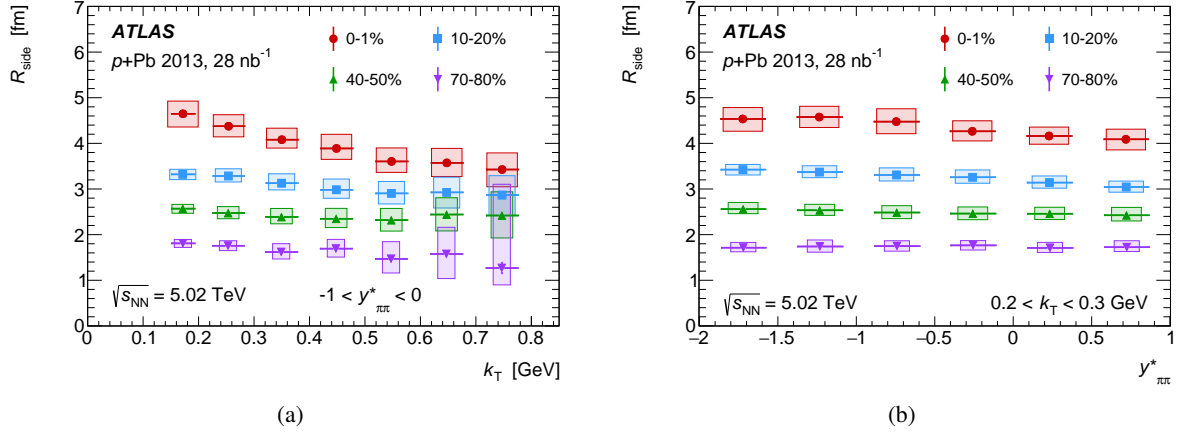 ATLAS
p+Pb 2013, 28 nb⁻¹
0-1%
10-20%
40-50%
70-80%
R_side [fm]
7
6
5
4
3
2
1
0
√s_NN = 5.02 TeV
-1 < y*_ππ < 0
0 0.1 0.2 0.3 0.4 0.5 0.6 0.7 0.8
k_T [GeV]
(a)
ATLAS
p+Pb 2013, 28 nb⁻¹
0-1%
10-20%
40-50%
70-80%
R_side [fm]
7
6
5
4
3
2
1
0
√s_NN = 5.02 TeV
0.2 < k_T < 0.3 GeV
−2 −1.5 −1 −0.5 0 0.5 1
y*_ππ
(b)